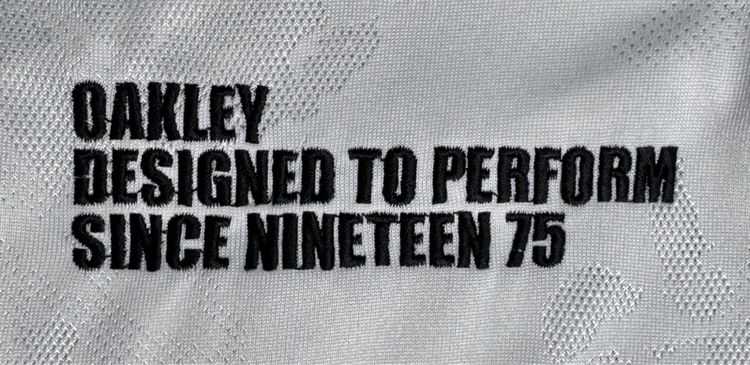 OAKLEY
DESIGNED TO PERFORM
SINCE NINETEEN 75